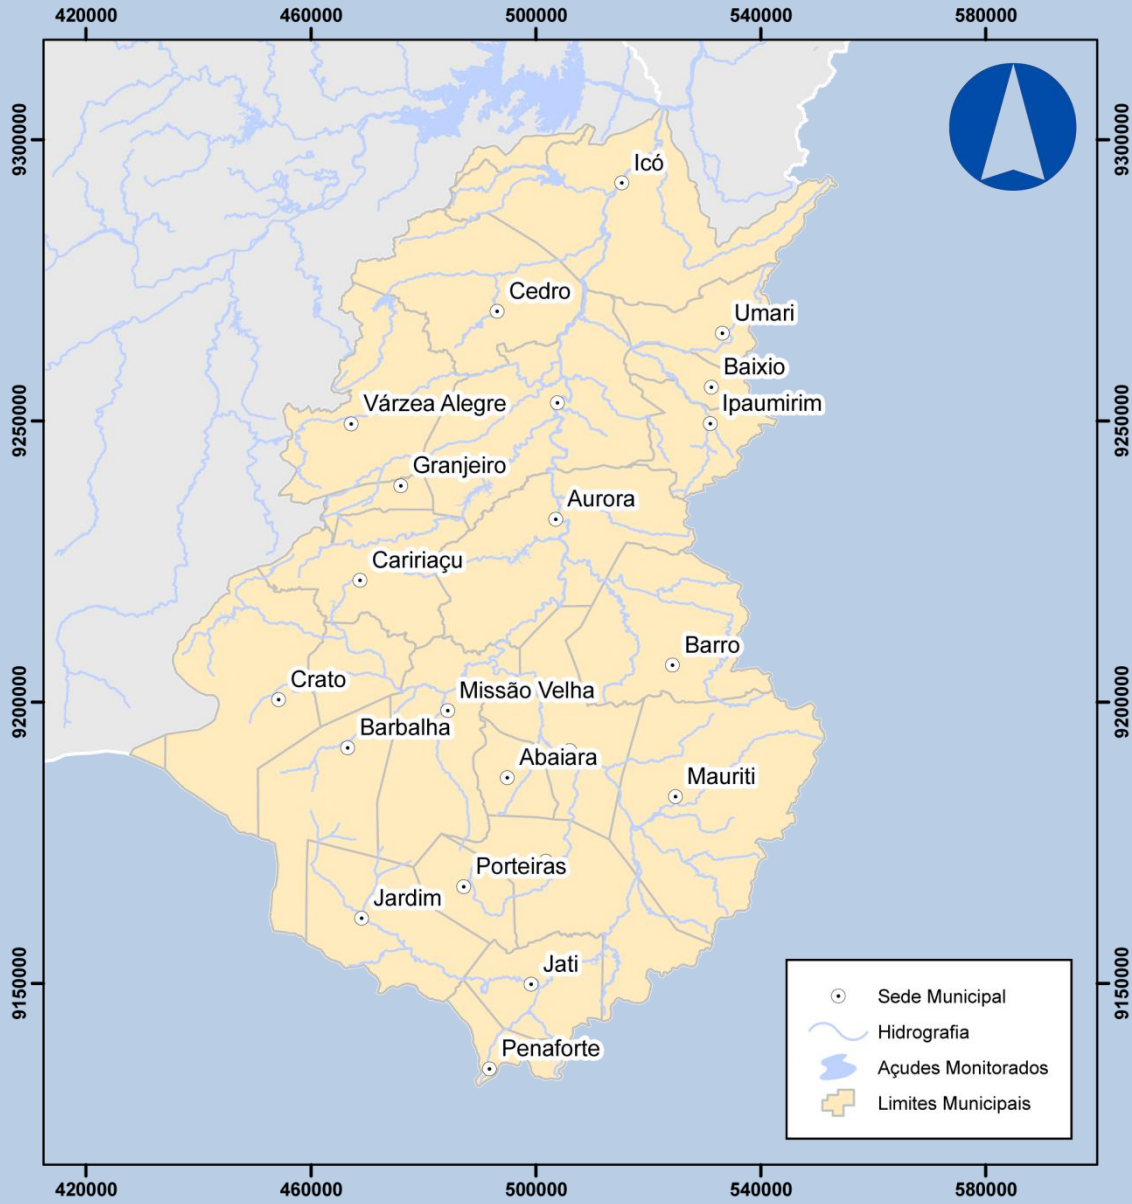 420000 460000 500000 540000 580000
9300000 9300000
Icó
Cedro
Umari
Baixio
Várzea Alegre
Ipaumirim
9250000 9250000
Granjeiro
Aurora
Caririaçu
Barro
Crato
Missão Velha
9200000 9200000
Barbalha
Abaiara
Mauriti
Porteiras
Jardim
Jati
9150000 9150000
Penaforte
Sede Municipal
Hidrografia
Açudes Monitorados
Limites Municipais
420000 460000 500000 540000 580000